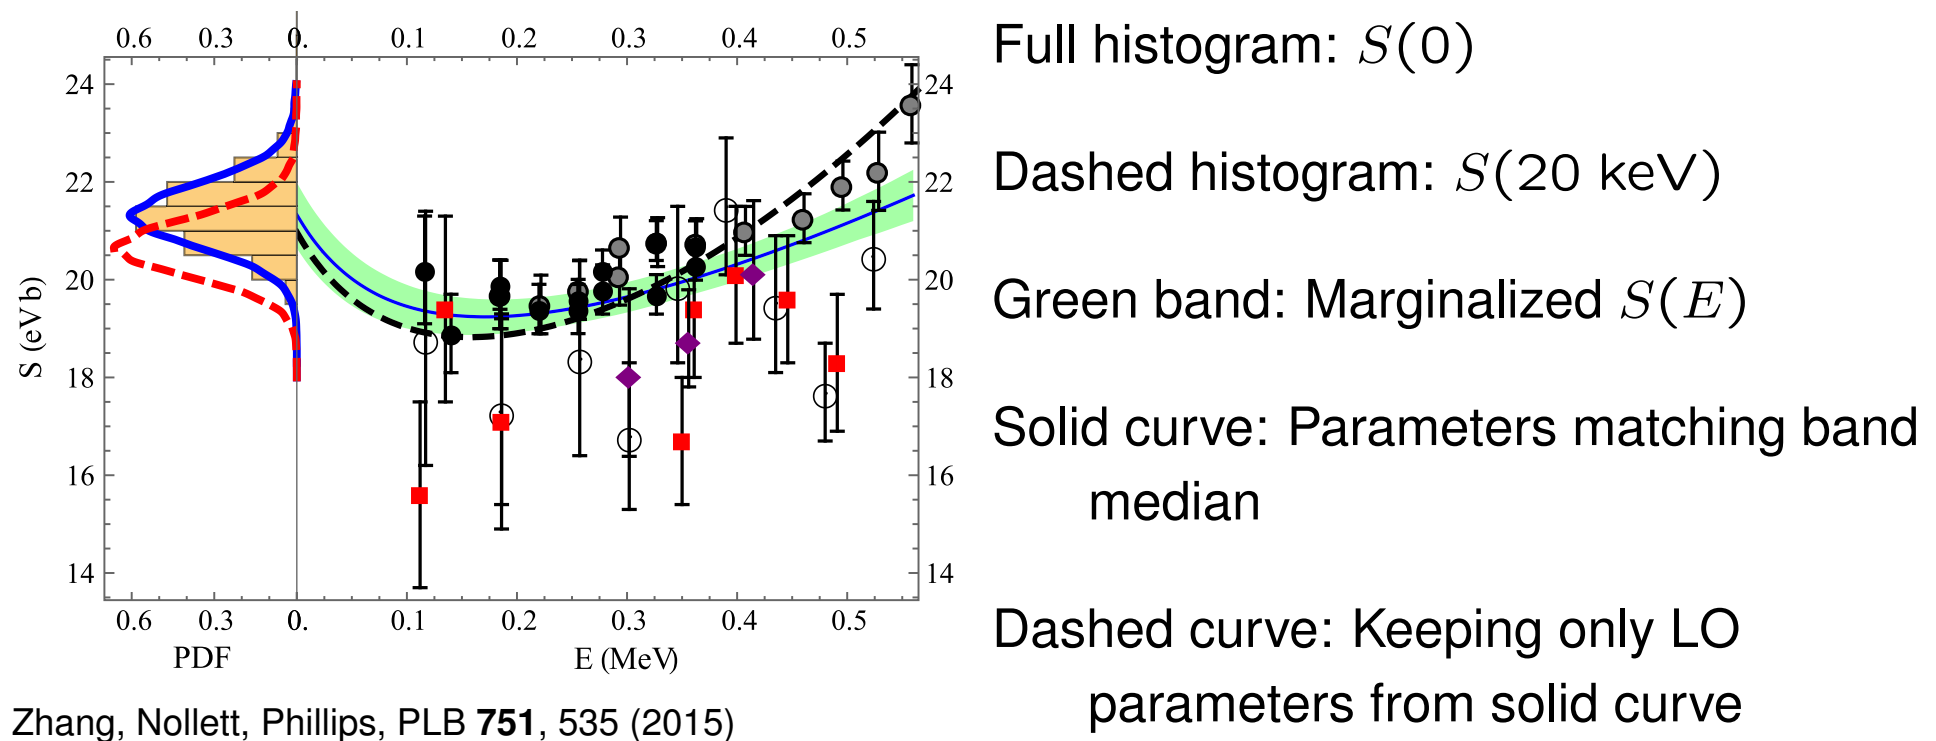 0.6 0.3 0. 0.1 0.2 0.3 0.4 0.5
24 24
22 22
20 20
18 18
16 16
14 14
S (eV b)
0.6 0.3 0. 0.1 0.2 0.3 0.4 0.5
PDF E (MeV)
Zhang, Nollett, Phillips, PLB 751, 535 (2015)
Full histogram: S(0)
Dashed histogram: S(20 keV)
Green band: Marginalized S(E)
Solid curve: Parameters matching band
median
Dashed curve: Keeping only LO
parameters from solid curve